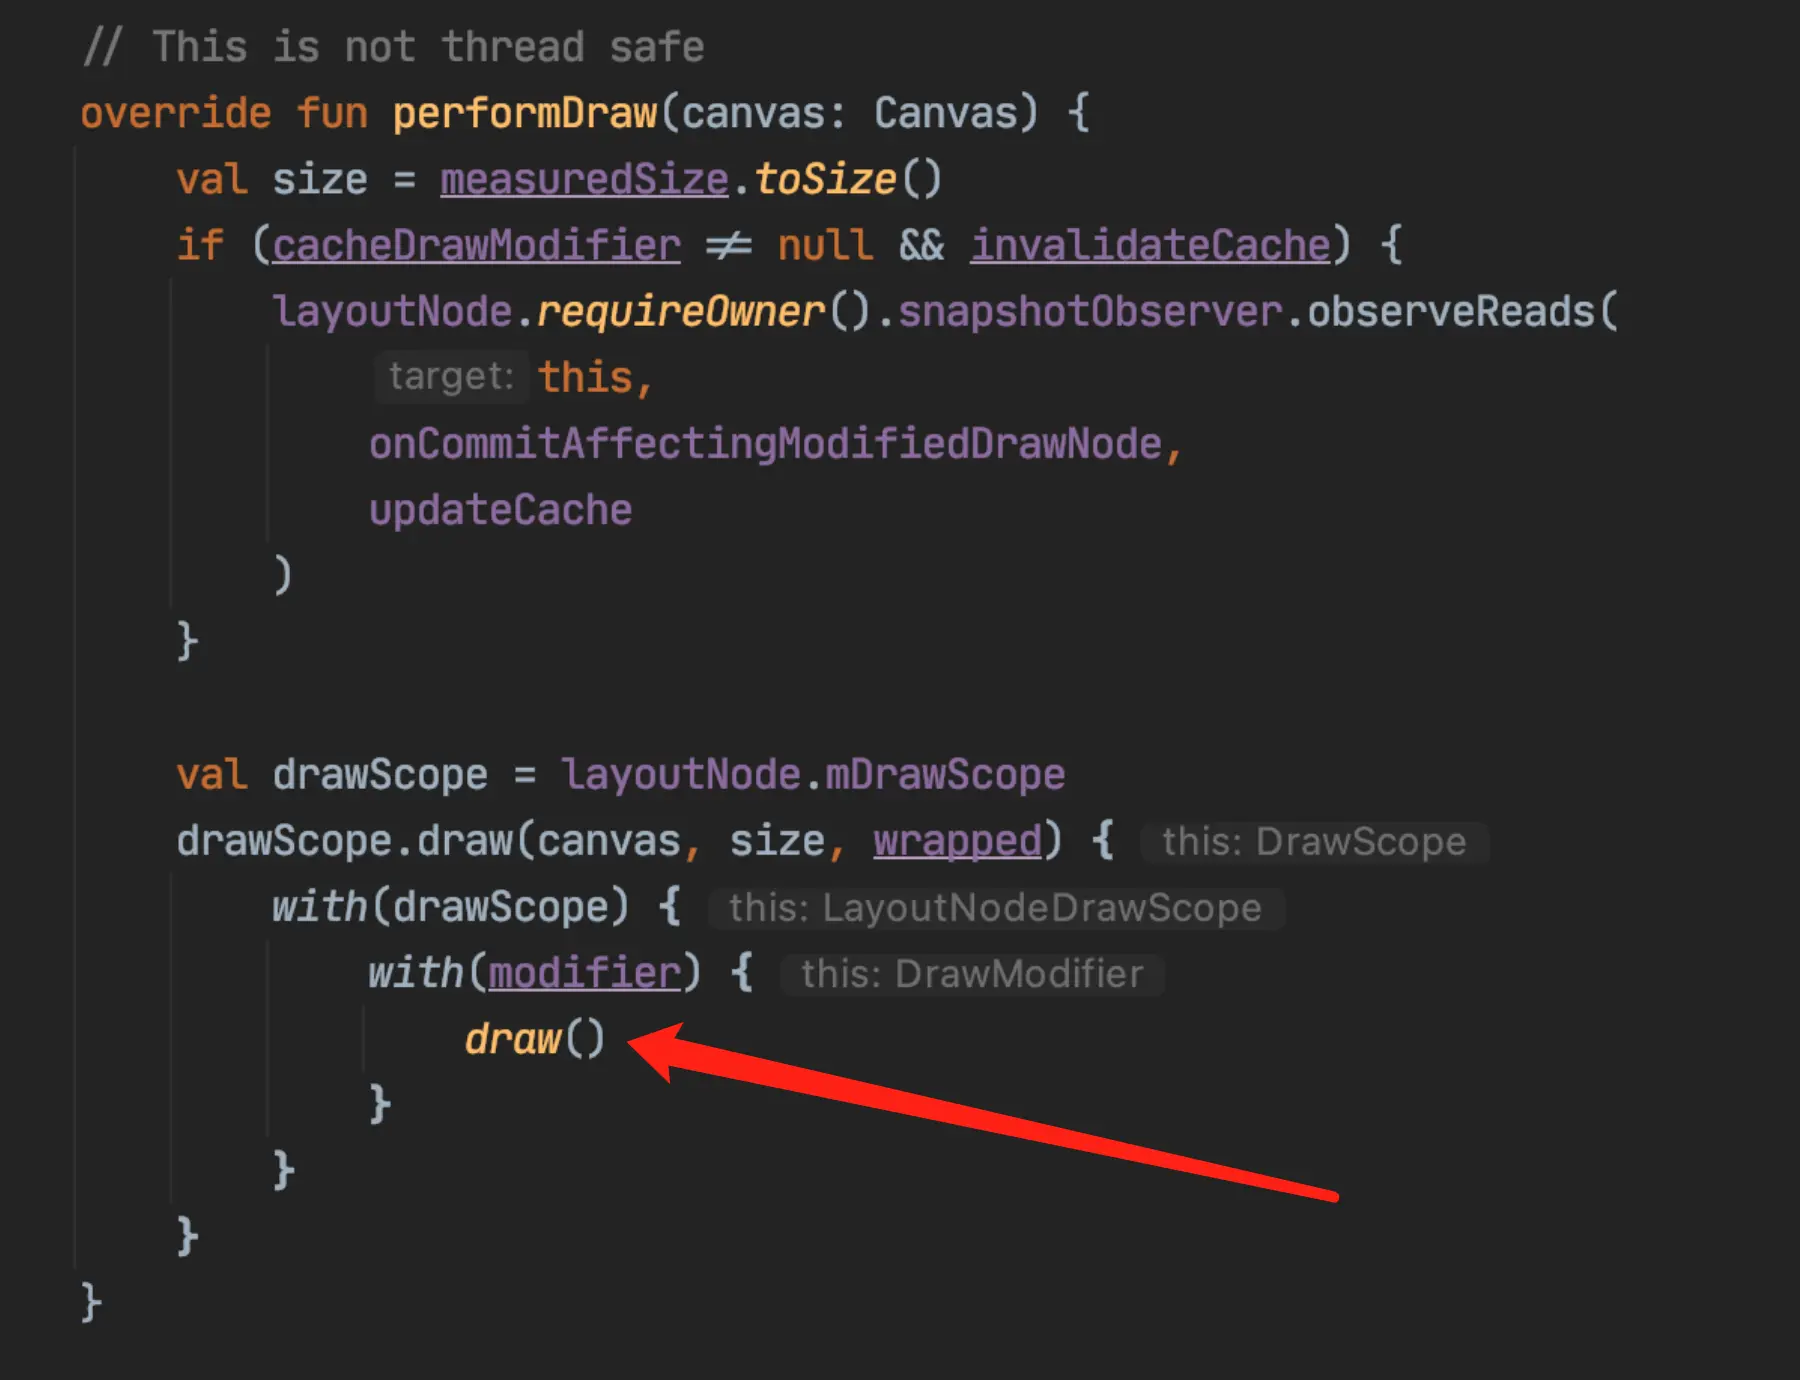 // This is not thread safe
override fun performDraw(canvas: Canvas) {
val size = measuredSize.toSize()
if (cacheDrawModifier ≠ null && invalidateCache) {
layoutNode.requireOwner().snapshotObserver.observeReads(
target: this,
onCommitAffectingModifiedDrawNode,
updateCache
)
}
val drawScope = layoutNode.mDrawScope
drawScope.draw(canvas, size, wrapped) { this: DrawScope
with(drawScope) { this: LayoutNodeDrawScope
with(modifier) { this: DrawModifier
draw()
}
}
}
}